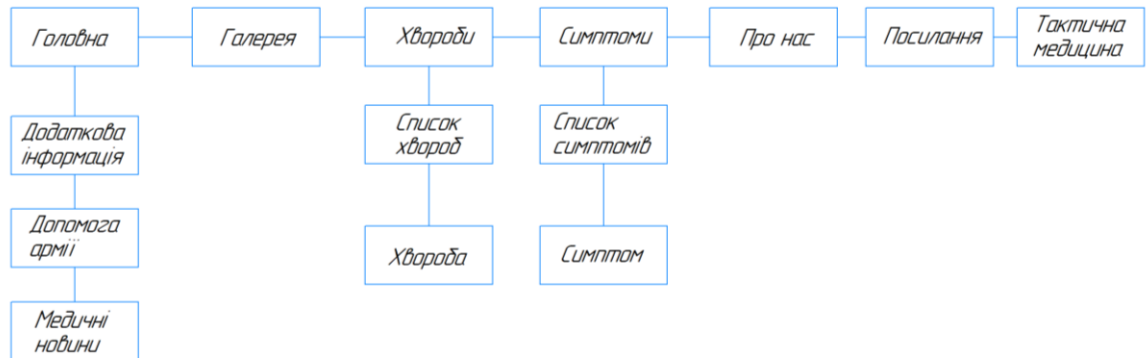 Головна
Галерея
Хвороби
Симптоми
Про нас
Посилання
Тактична
медицина
Додаткова
інформація
Список
хвороб
Список
симптомів
Допомога
армії
Хвороба
Симптом
Медичні
новини